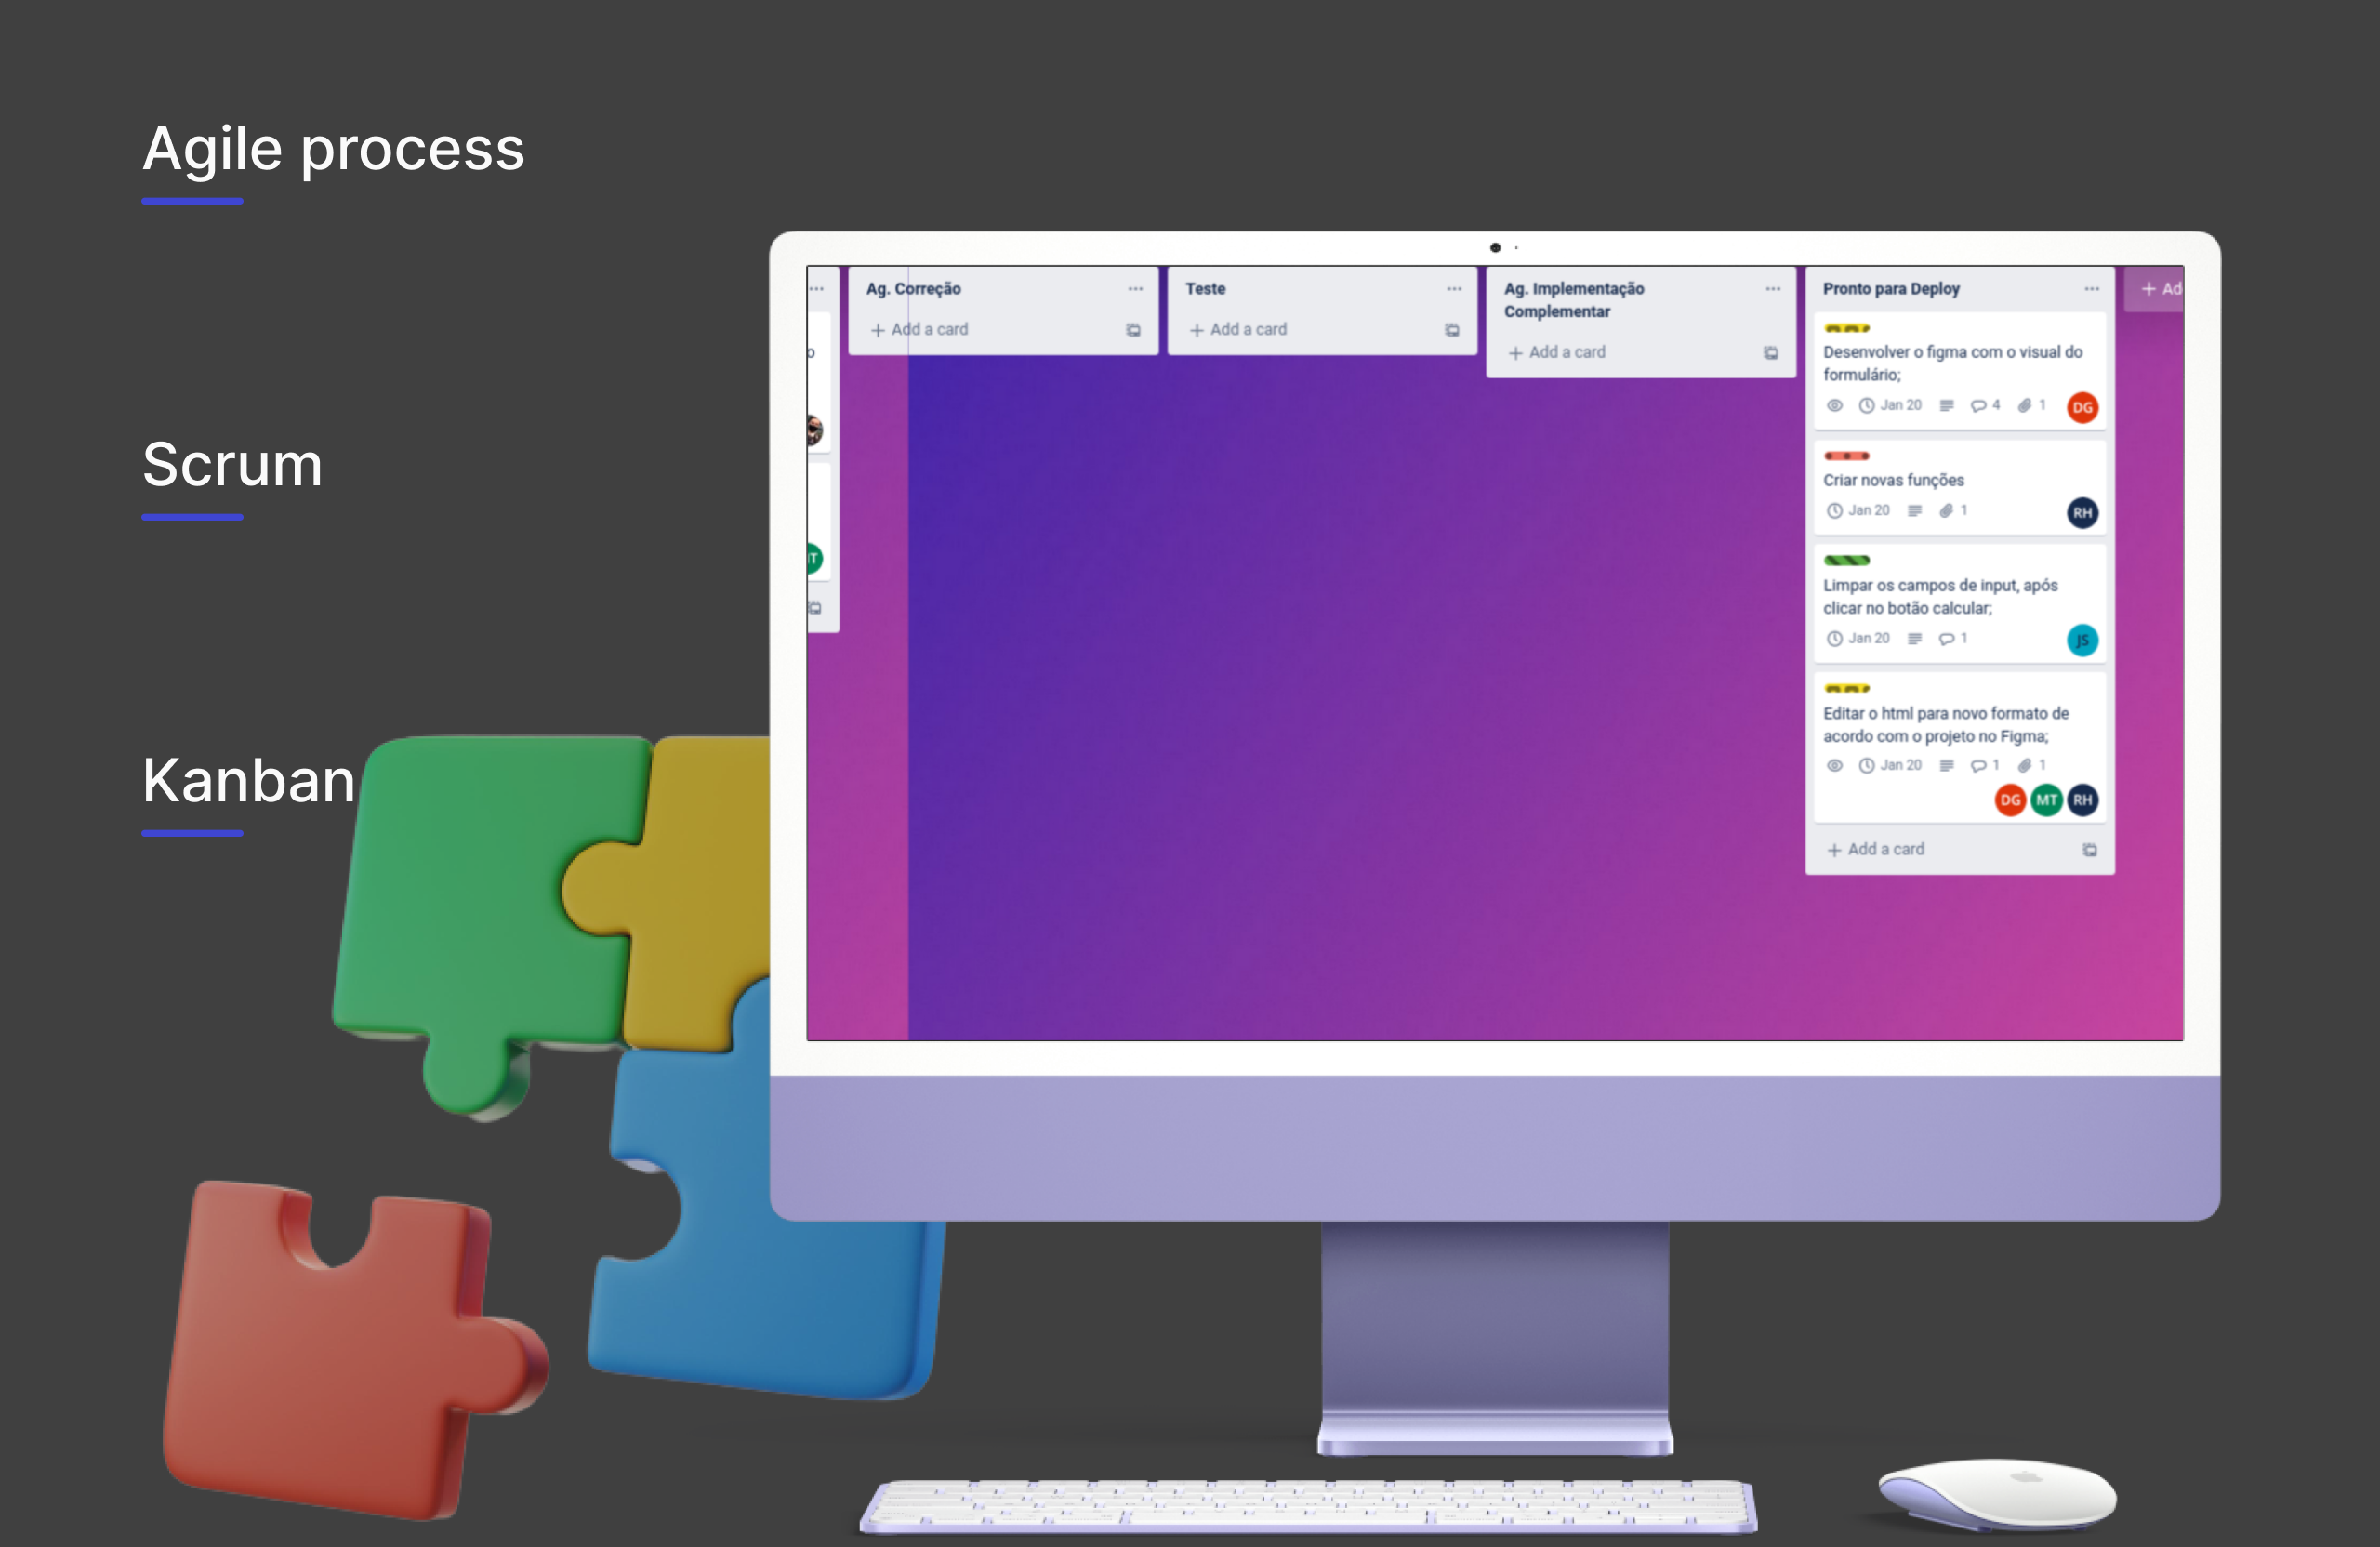 Agile process
Scrum
Kanban
Ag. Correção
Add a card
Teste
Add a card
Ag. Implementação
Complementar
Add a card
Pronto para Deploy
Desenvolver o figma com o visual do
formulário;
Jan 20 4 1
DG
Criar novas funções
Jan 20 1
RH
Limpar os campos de input, após
clicar no botão calcular;
Jan 20 1
JS
Editar o html para novo formato de
acordo com o projeto no Figma;
Jan 20 1 1
DG MT RH
Add a card